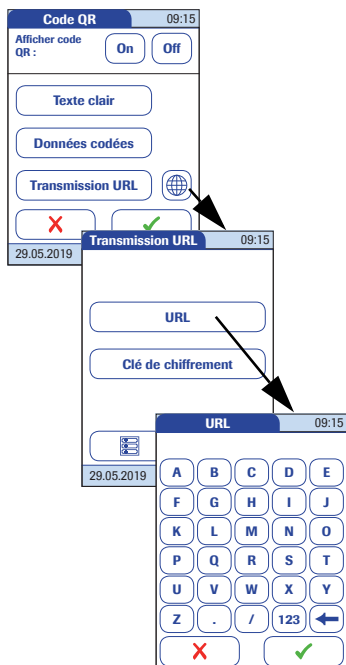 Code QR 09:15
Afficher code
QR :
On Off
Texte clair
Données codées
Transmission URL
29.05.2019
Transmission URL 09:15
URL
Clé de chiffrement
29.05.2019
URL 09:15
A B C D E
F G H I J
K L M N O
P Q R S T
U V W X Y
Z . / 123